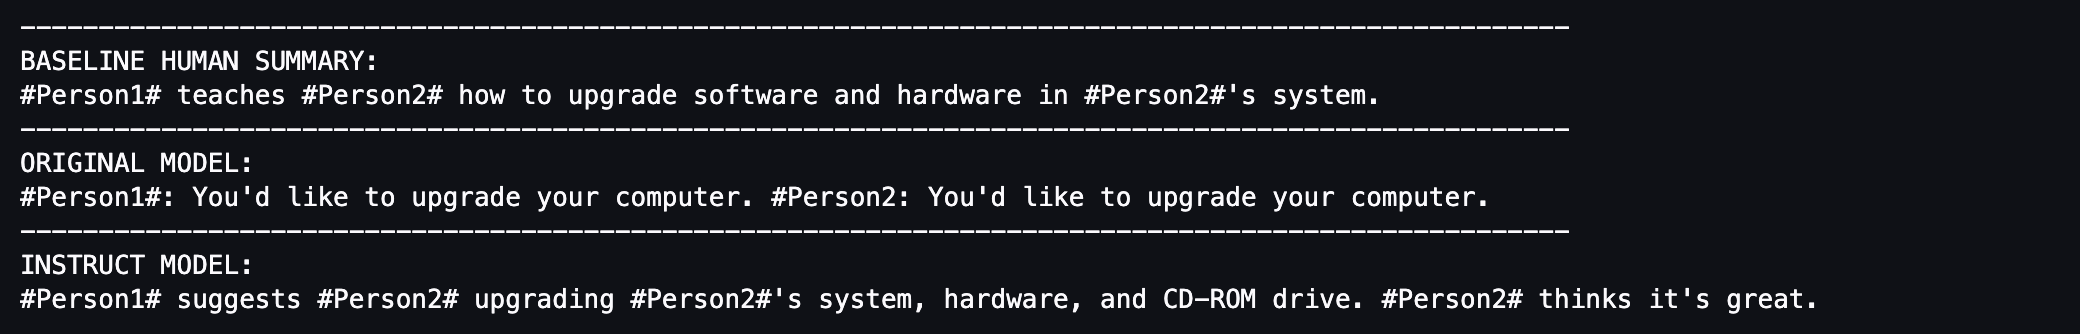 ---------------------------------------------------------------------------------------------------
BASELINE HUMAN SUMMARY:
#Person1# teaches #Person2# how to upgrade software and hardware in #Person2#'s system.
---------------------------------------------------------------------------------------------------
ORIGINAL MODEL:
#Person1#: You'd like to upgrade your computer. #Person2: You'd like to upgrade your computer.
---------------------------------------------------------------------------------------------------
INSTRUCT MODEL:
#Person1# suggests #Person2# upgrading #Person2#'s system, hardware, and CD-ROM drive. #Person2# thinks it's great.